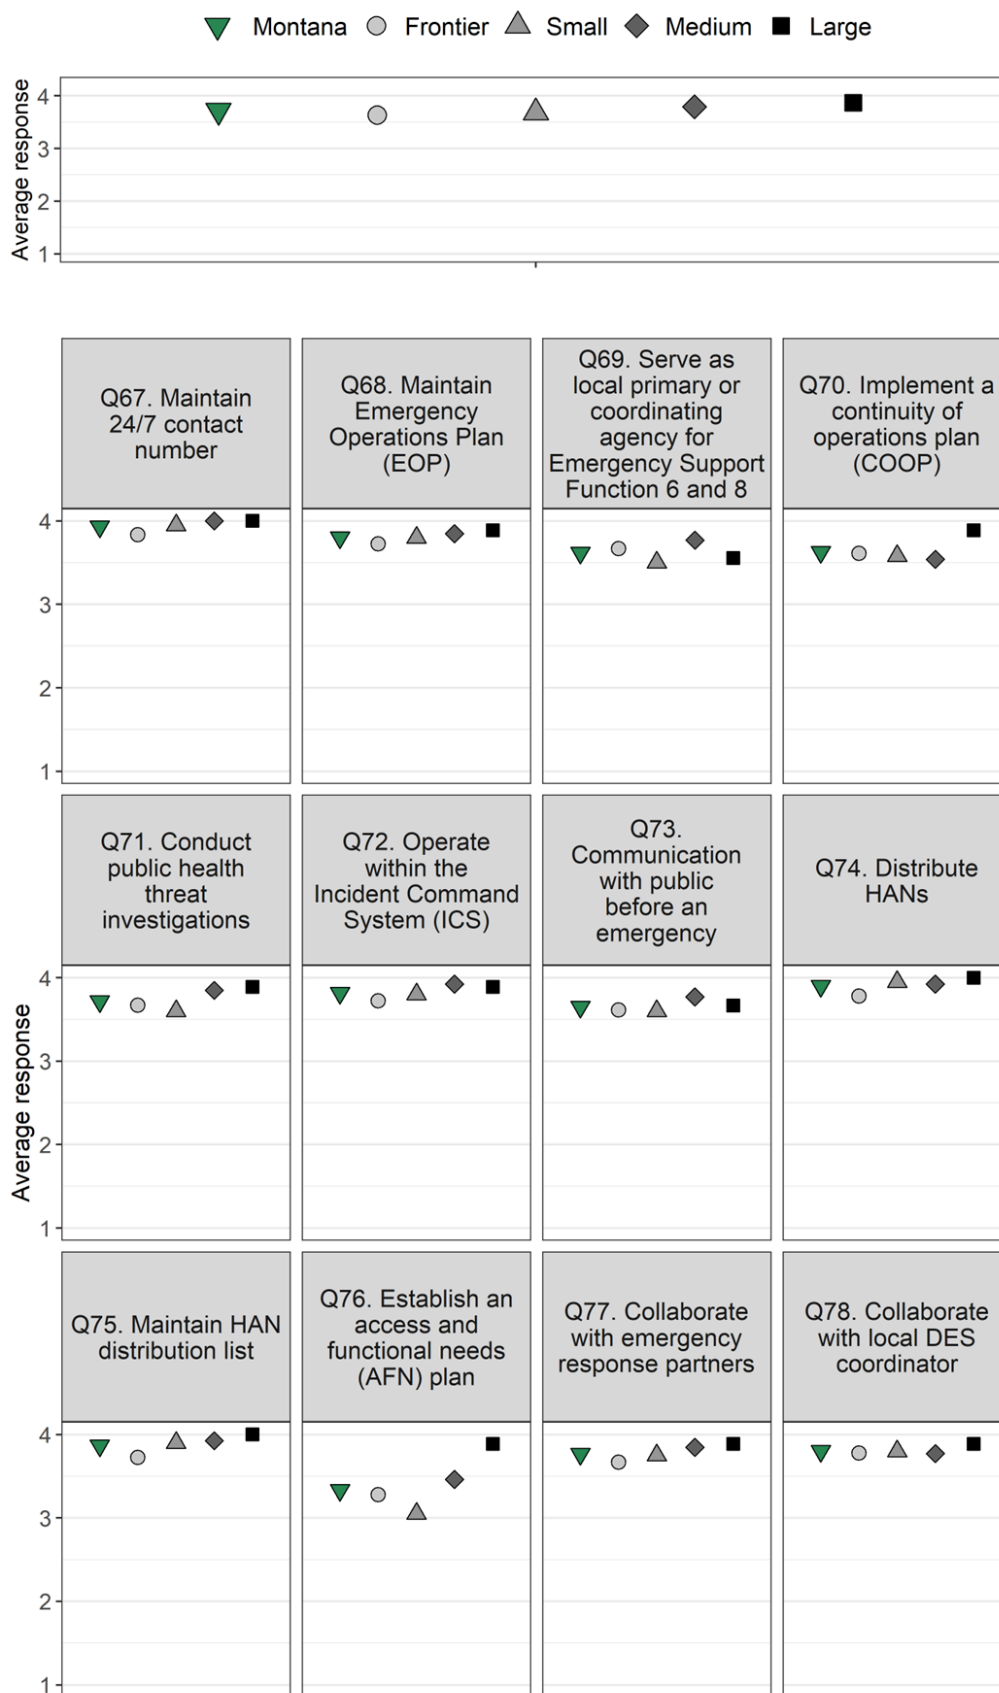 Montana Frontier Small Medium Large
Average response
4
3
2
1
Q67. Maintain
24/7 contact
number
Q68. Maintain
Emergency
Operations Plan
(EOP)
Q69. Serve as
local primary or
coordinating
agency for
Emergency Support
Function 6 and 8
Q70. Implement a
continuity of
operations plan
(COOP)
4
3
2
1
Q71. Conduct
public health
threat
investigations
Q72. Operate
within the
Incident Command
System (ICS)
Q73.
Communication
with public
before an
emergency
Q74. Distribute
HANs
Average response
4
3
2
1
Q75. Maintain HAN
distribution list
Q76. Establish an
access and
functional needs
(AFN) plan
Q77. Collaborate
with emergency
response partners
Q78. Collaborate
with local DES
coordinator
4
3
2
1